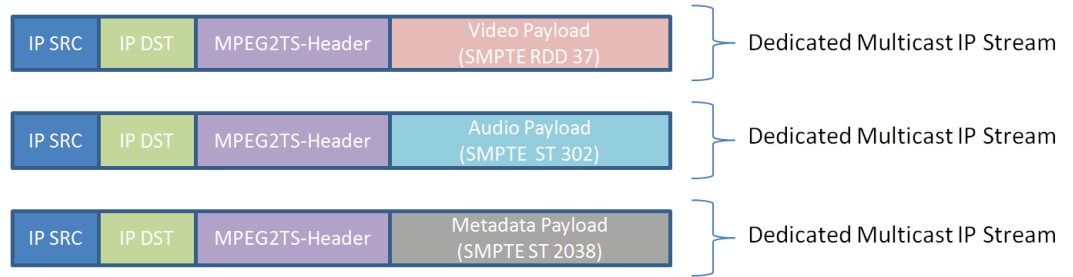 IP SRC IP DST MPEG2TS-Header Video Payload
(SMPTE RDD 37)
Dedicated Multicast IP Stream
IP SRC IP DST MPEG2TS-Header Audio Payload
(SMPTE ST 302)
Dedicated Multicast IP Stream
IP SRC IP DST MPEG2TS-Header Metadata Payload
(SMPTE ST 2038)
Dedicated Multicast IP Stream